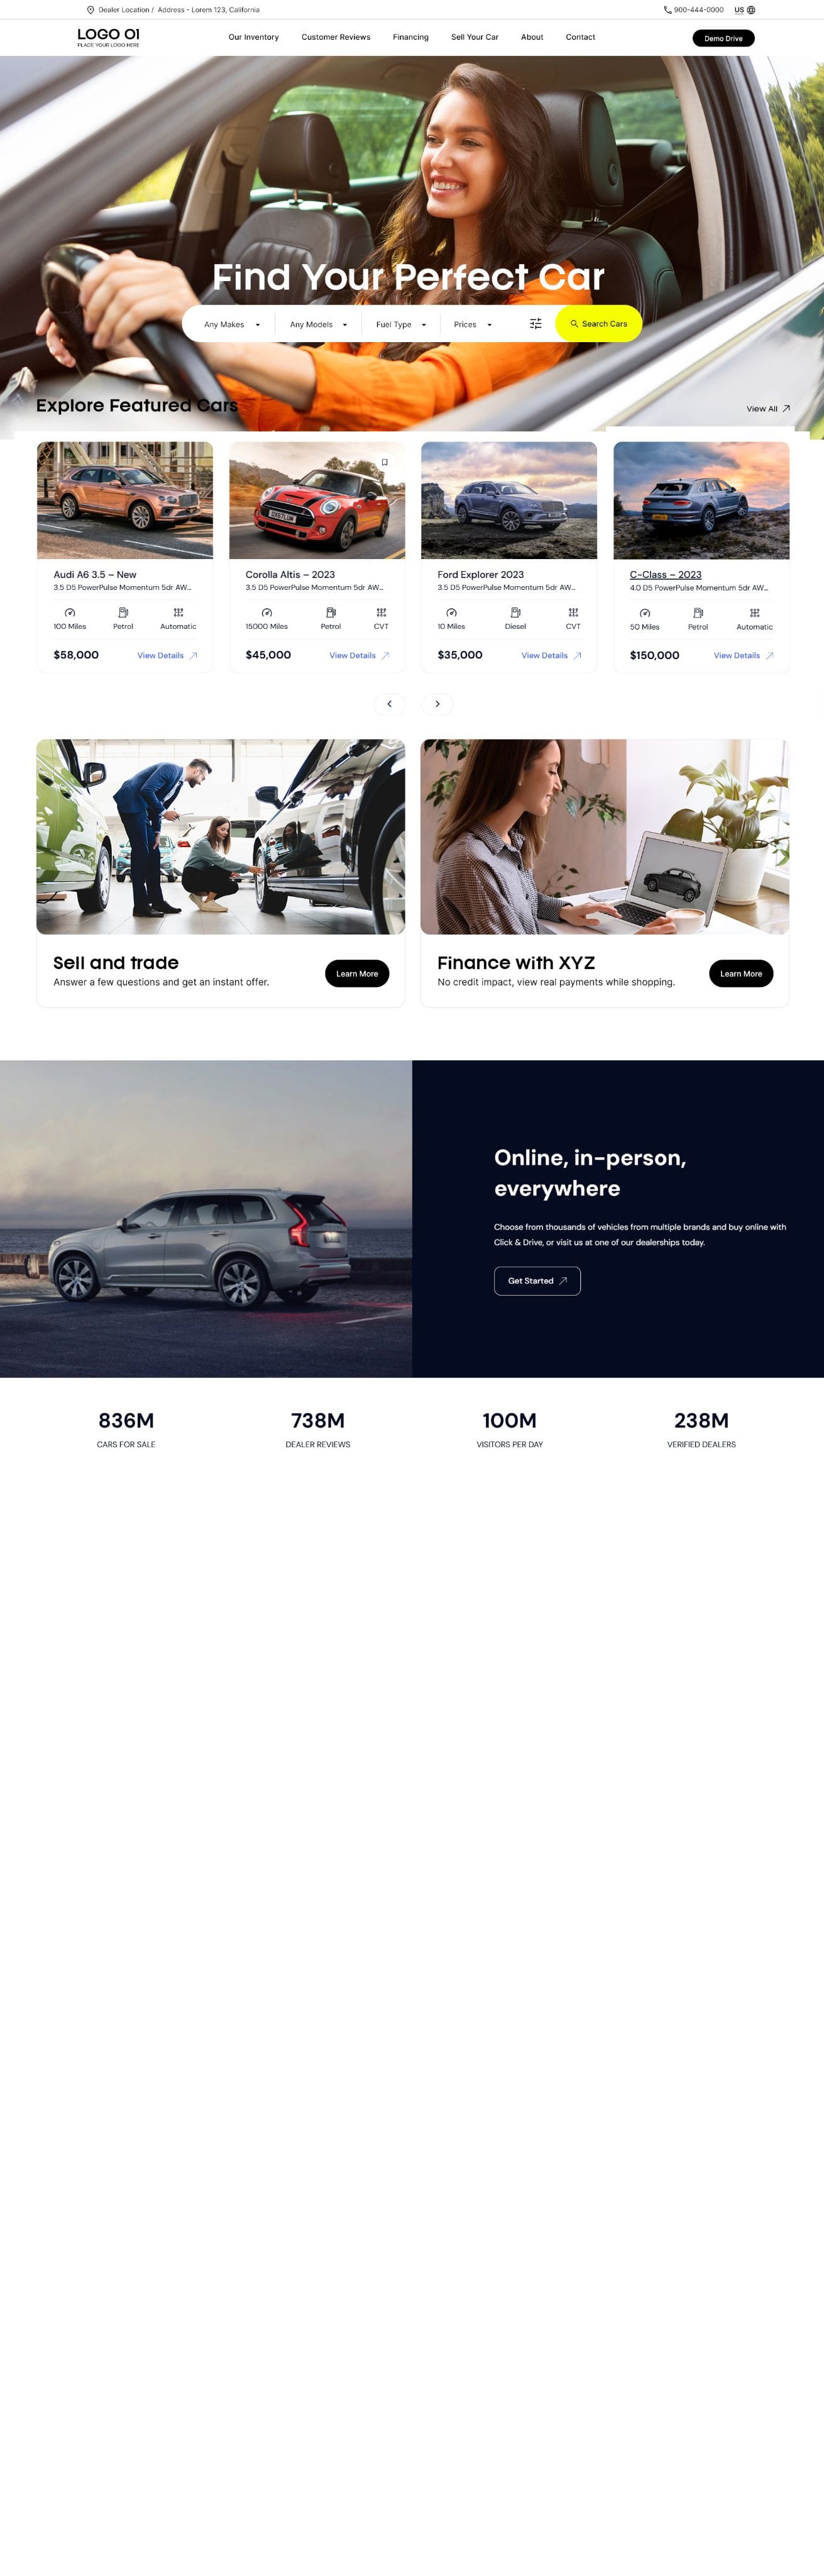 Dealer Location / Address - Lorem 123, California
900-444-0000 US
LOGO 01
PLACE YOUR LOGO HERE
Our Inventory Customer Reviews Financing Sell Your Car About Contact
Demo Drive
Find Your Perfect Car
Any Makes Any Models Fuel Type Prices Search Cars
Explore Featured Cars
View All
Audi A6 3.5 – New
3.5 D5 PowerPulse Momentum 5dr AW...
100 Miles Petrol Automatic
$58,000 View Details
Corolla Altis – 2023
3.5 D5 PowerPulse Momentum 5dr AW...
15000 Miles Petrol CVT
$45,000 View Details
Ford Explorer 2023
3.5 D5 PowerPulse Momentum 5dr AW...
10 Miles Diesel CVT
$35,000 View Details
C-Class – 2023
4.0 D5 PowerPulse Momentum 5dr AW...
50 Miles Petrol Automatic
$150,000 View Details
Sell and trade
Answer a few questions and get an instant offer.
Learn More
Finance with XYZ
No credit impact, view real payments while shopping.
Learn More
Online, in-person,
everywhere
Choose from thousands of vehicles from multiple brands and buy online with
Click & Drive, or visit us at one of our dealerships today.
Get Started
836M
CARS FOR SALE
738M
DEALER REVIEWS
100M
VISITORS PER DAY
238M
VERIFIED DEALERS